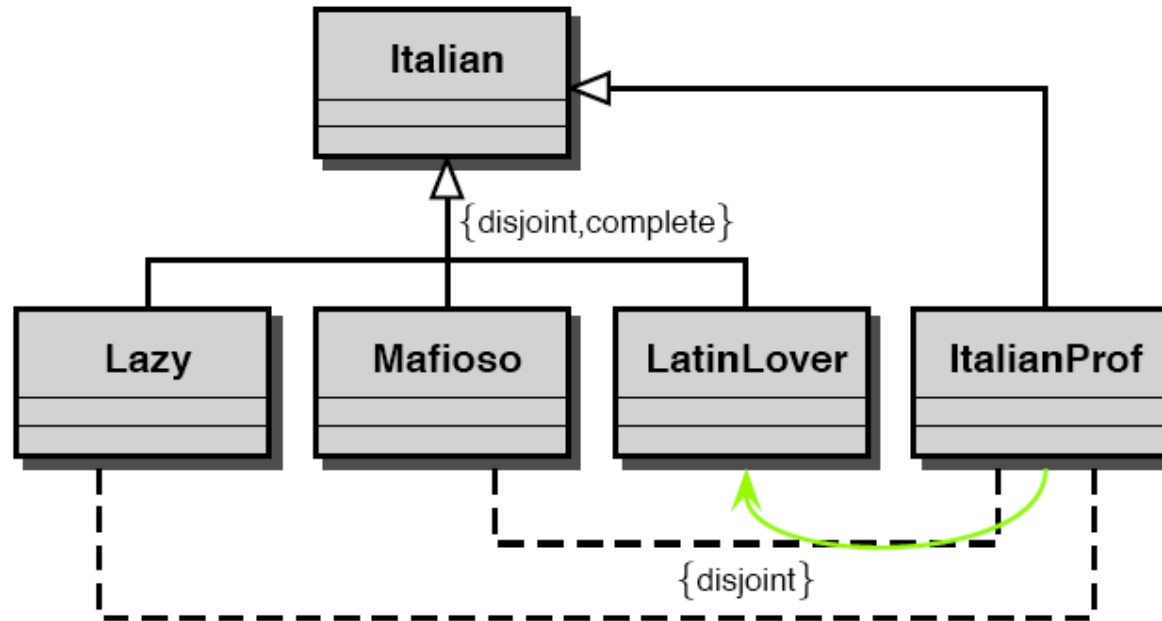 Italian
{disjoint,complete}
Lazy
Mafioso
LatinLover
ItalianProf
{disjoint}